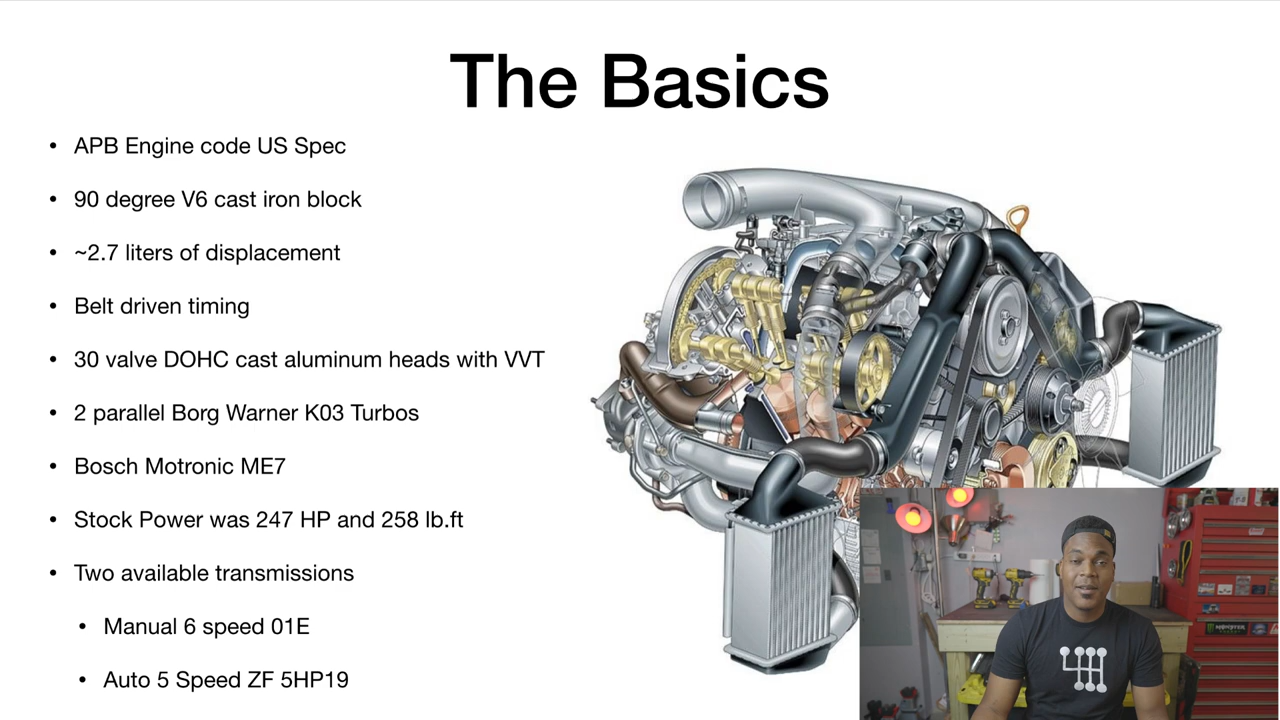 The Basics
APB Engine code US Spec
90 degree V6 cast iron block
~2.7 liters of displacement
Belt driven timing
30 valve DOHC cast aluminum heads with VVT
2 parallel Borg Warner K03 Turbos
Bosch Motronic ME7
Stock Power was 247 HP and 258 lb.ft
Two available transmissions
Manual 6 speed 01E
Auto 5 Speed ZF 5HP19
MONSTER